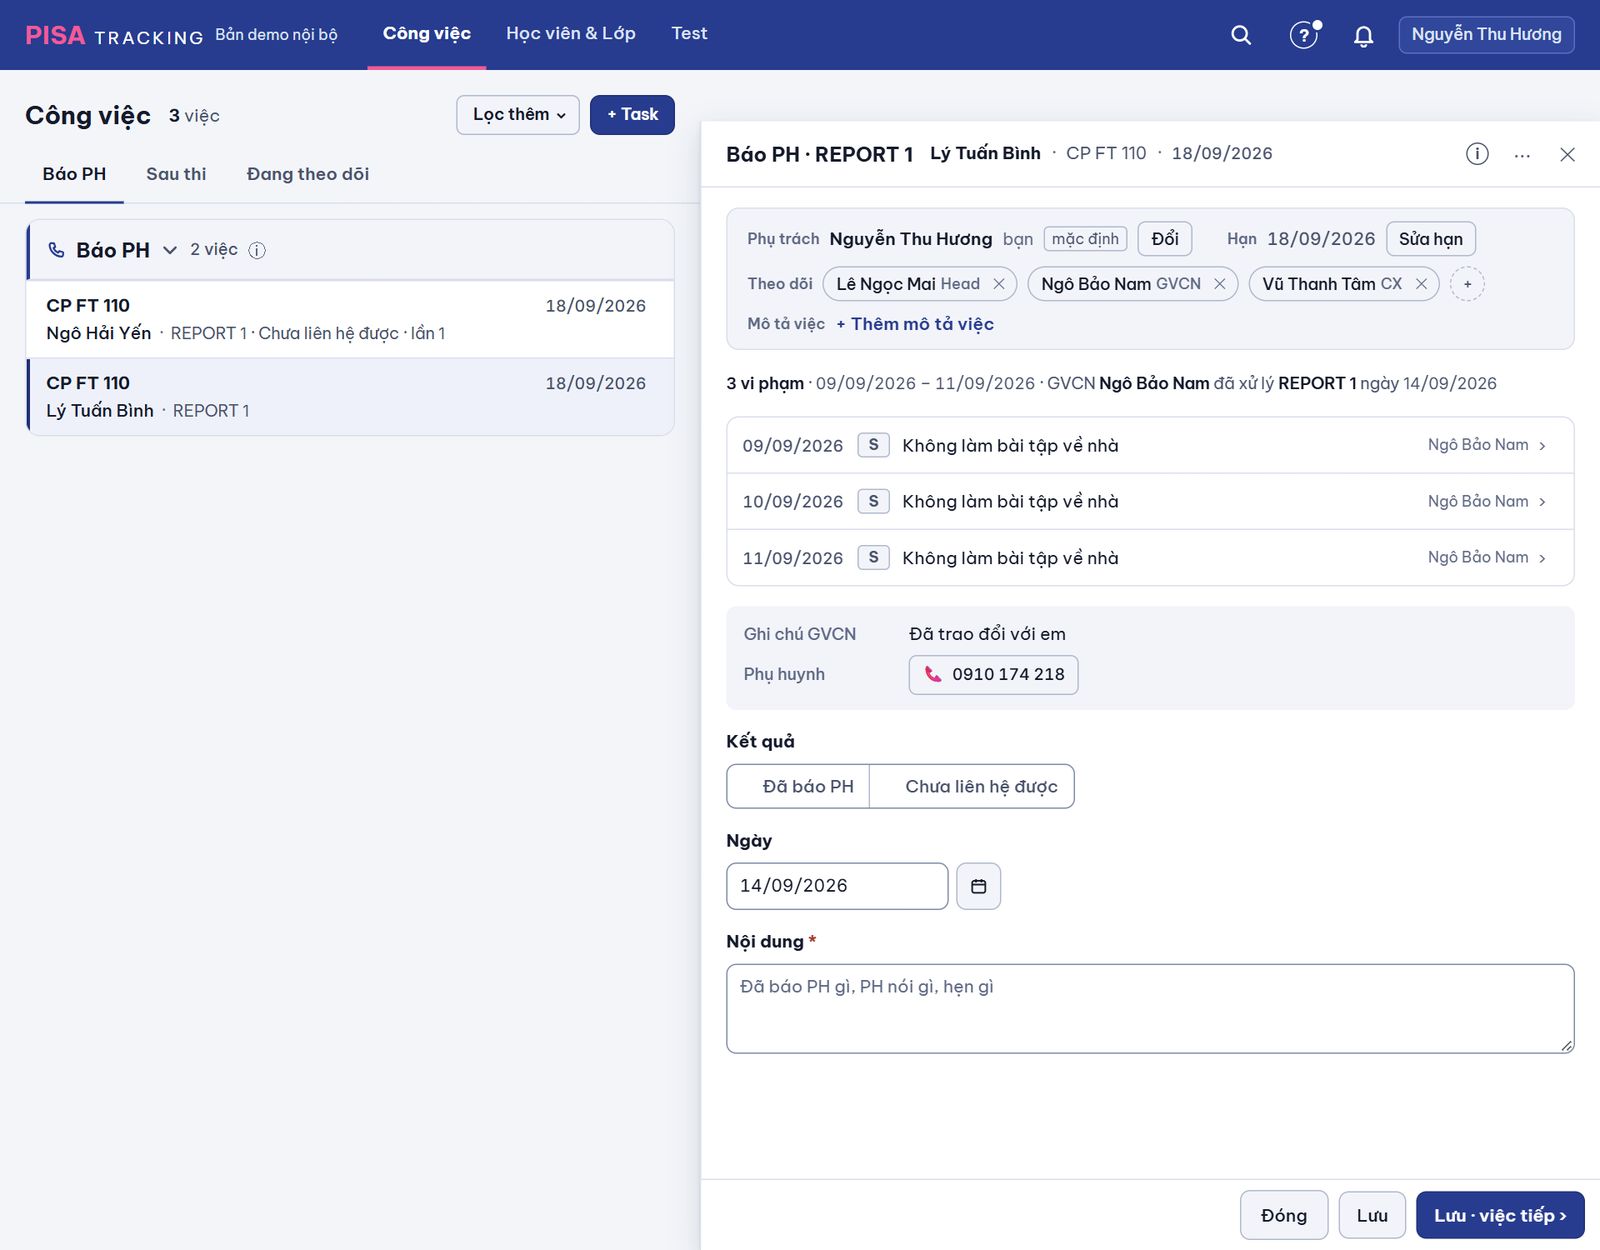 PISA TRACKING Bản demo nội bộ Công việc Học viên & Lớp Test ? Nguyễn Thu Hương
Công việc 3 việc Lọc thêm + Task
Báo PH Sau thi Đang theo dõi
Báo PH 2 việc
CP FT 110 18/09/2026
Ngô Hải Yến · REPORT 1 · Chưa liên hệ được · lần 1
CP FT 110 18/09/2026
Lý Tuấn Bình · REPORT 1
Báo PH · REPORT 1 Lý Tuấn Bình · CP FT 110 · 18/09/2026
Phụ trách Nguyễn Thu Hương bạn mặc định Đổi Hạn 18/09/2026 Sửa hạn
Theo dõi Lê Ngọc Mai Head Ngô Bảo Nam GVCN Vũ Thanh Tâm CX +
Mô tả việc + Thêm mô tả việc
3 vi phạm · 09/09/2026 – 11/09/2026 · GVCN Ngô Bảo Nam đã xử lý REPORT 1 ngày 14/09/2026
09/09/2026 S Không làm bài tập về nhà Ngô Bảo Nam ›
10/09/2026 S Không làm bài tập về nhà Ngô Bảo Nam ›
11/09/2026 S Không làm bài tập về nhà Ngô Bảo Nam ›
Ghi chú GVCN Đã trao đổi với em
Phụ huynh 0910 174 218
Kết quả
Đã báo PH Chưa liên hệ được
Ngày
14/09/2026
Nội dung *
Đã báo PH gì, PH nói gì, hẹn gì
Đóng Lưu Lưu · việc tiếp ›